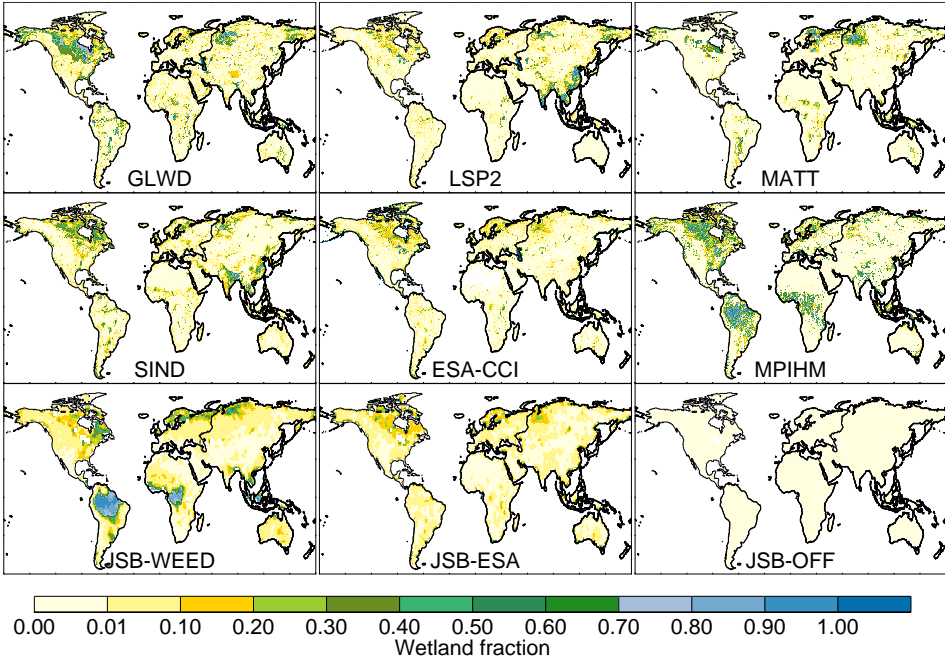 GLWD LSP2 MATT
SIND ESA-CCI MPIHM
JSB-WEED JSB-ESA JSB-OFF
0.00 0.01 0.10 0.20 0.30 0.40 0.50 0.60 0.70 0.80 0.90 1.00
Wetland fraction